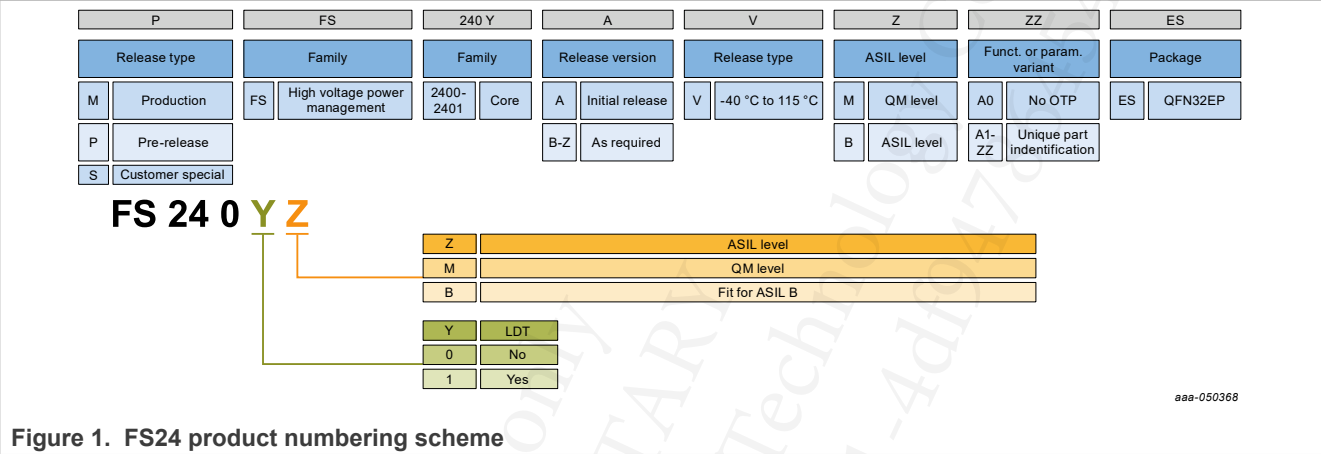 P FS 240 Y A V Z ZZ ES
Release type Family Family Release version Release type ASIL level Funct. or param.
variant Package
M Production FS High voltage power
management 2400-
2401 Core A Initial release V -40 °C to 115 °C M QM level A0 No OTP ES QFN32EP
P Pre-release B-Z As required B ASIL level A1-
ZZ Unique part
indentification
S Customer special
FS 24 0 Y Z
Z ASIL level
M QM level
B Fit for ASIL B
Y LDT
0 No
1 Yes
aaa-050368
Figure 1. FS24 product numbering scheme